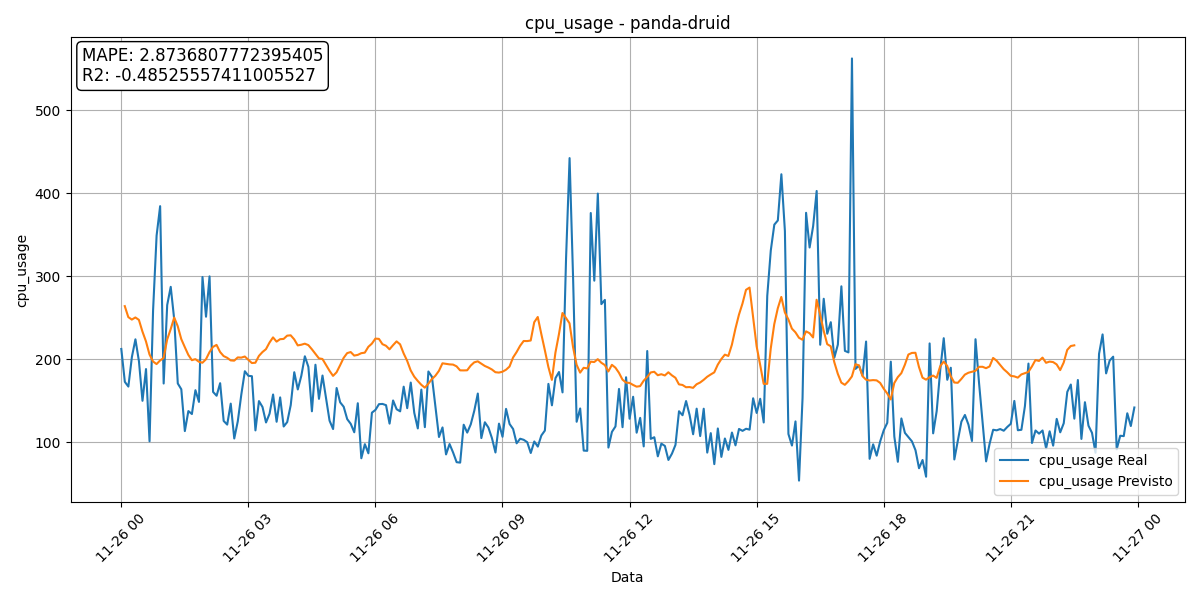 cpu_usage - panda-druid
MAPE: 2.8736807772395405
R2: -0.48525557411005527
500
400
300
200
100
cpu_usage
cpu_usage Real
cpu_usage Previsto
11-26 00
11-26 03
11-26 06
11-26 09
11-26 12
11-26 15
11-26 18
11-26 21
11-27 00
Data